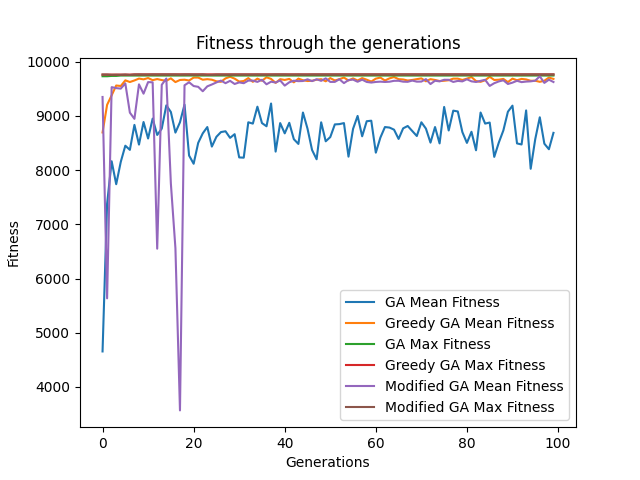 Fitness through the generations
10000
9000
8000
7000
6000
5000
4000
Fitness
0
20
40
60
80
100
Generations
GA Mean Fitness
Greedy GA Mean Fitness
GA Max Fitness
Greedy GA Max Fitness
Modified GA Mean Fitness
Modified GA Max Fitness